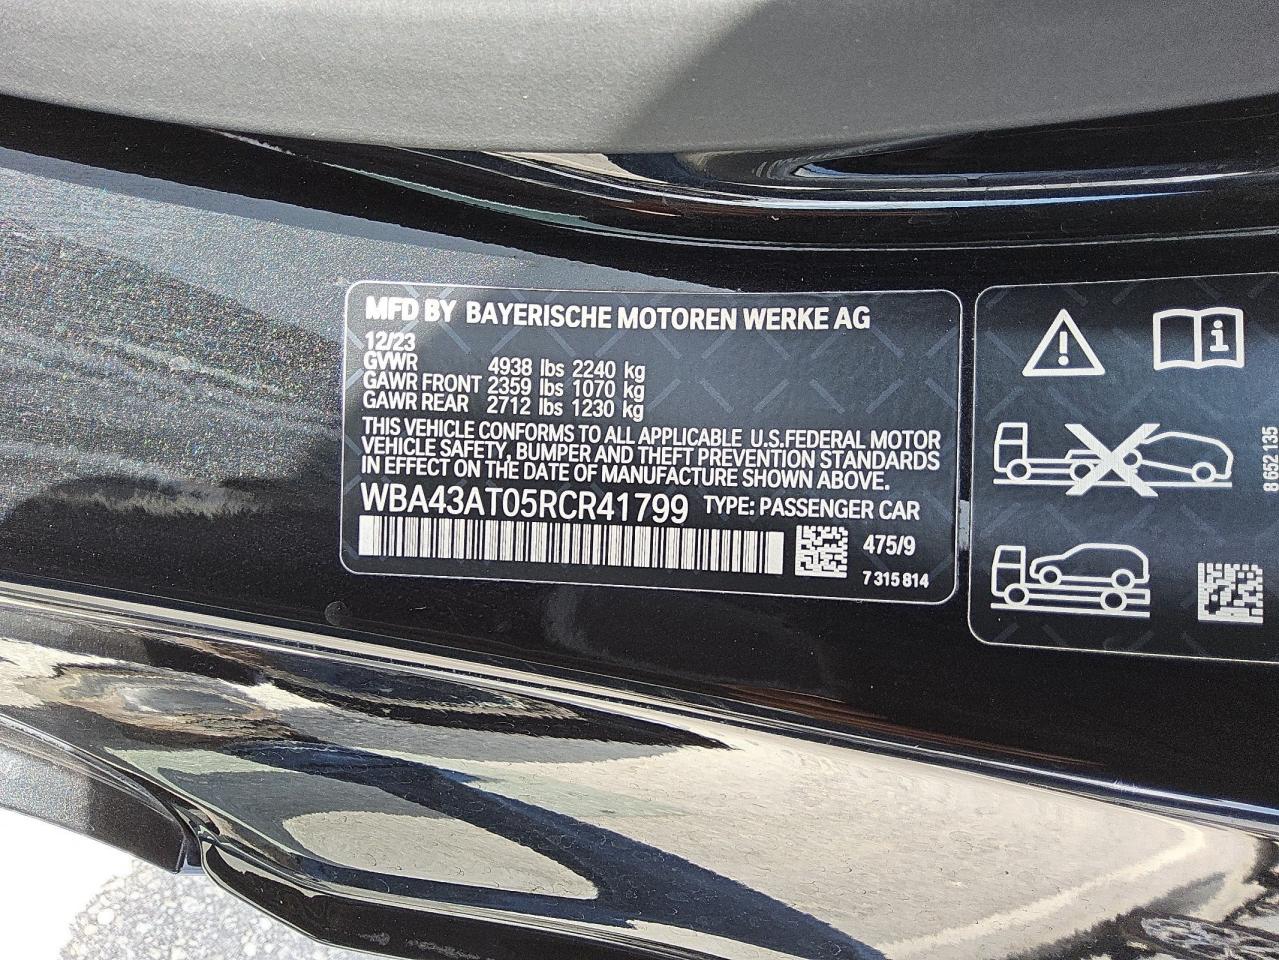 MFD BY BAYERISCHE MOTOREN WERKE AG
12/23
GVWR 4938 lbs 2240 kg
GAWR FRONT 2359 lbs 1070 kg
GAWR REAR 2712 lbs 1230 kg
THIS VEHICLE CONFORMS TO ALL APPLICABLE U.S.FEDERAL MOTOR
VEHICLE SAFETY, BUMPER AND THEFT PREVENTION STANDARDS
IN EFFECT ON THE DATE OF MANUFACTURE SHOWN ABOVE.
WBA43AT05RCR41799 TYPE: PASSENGER CAR
475/9
7 315 814
8 652 135